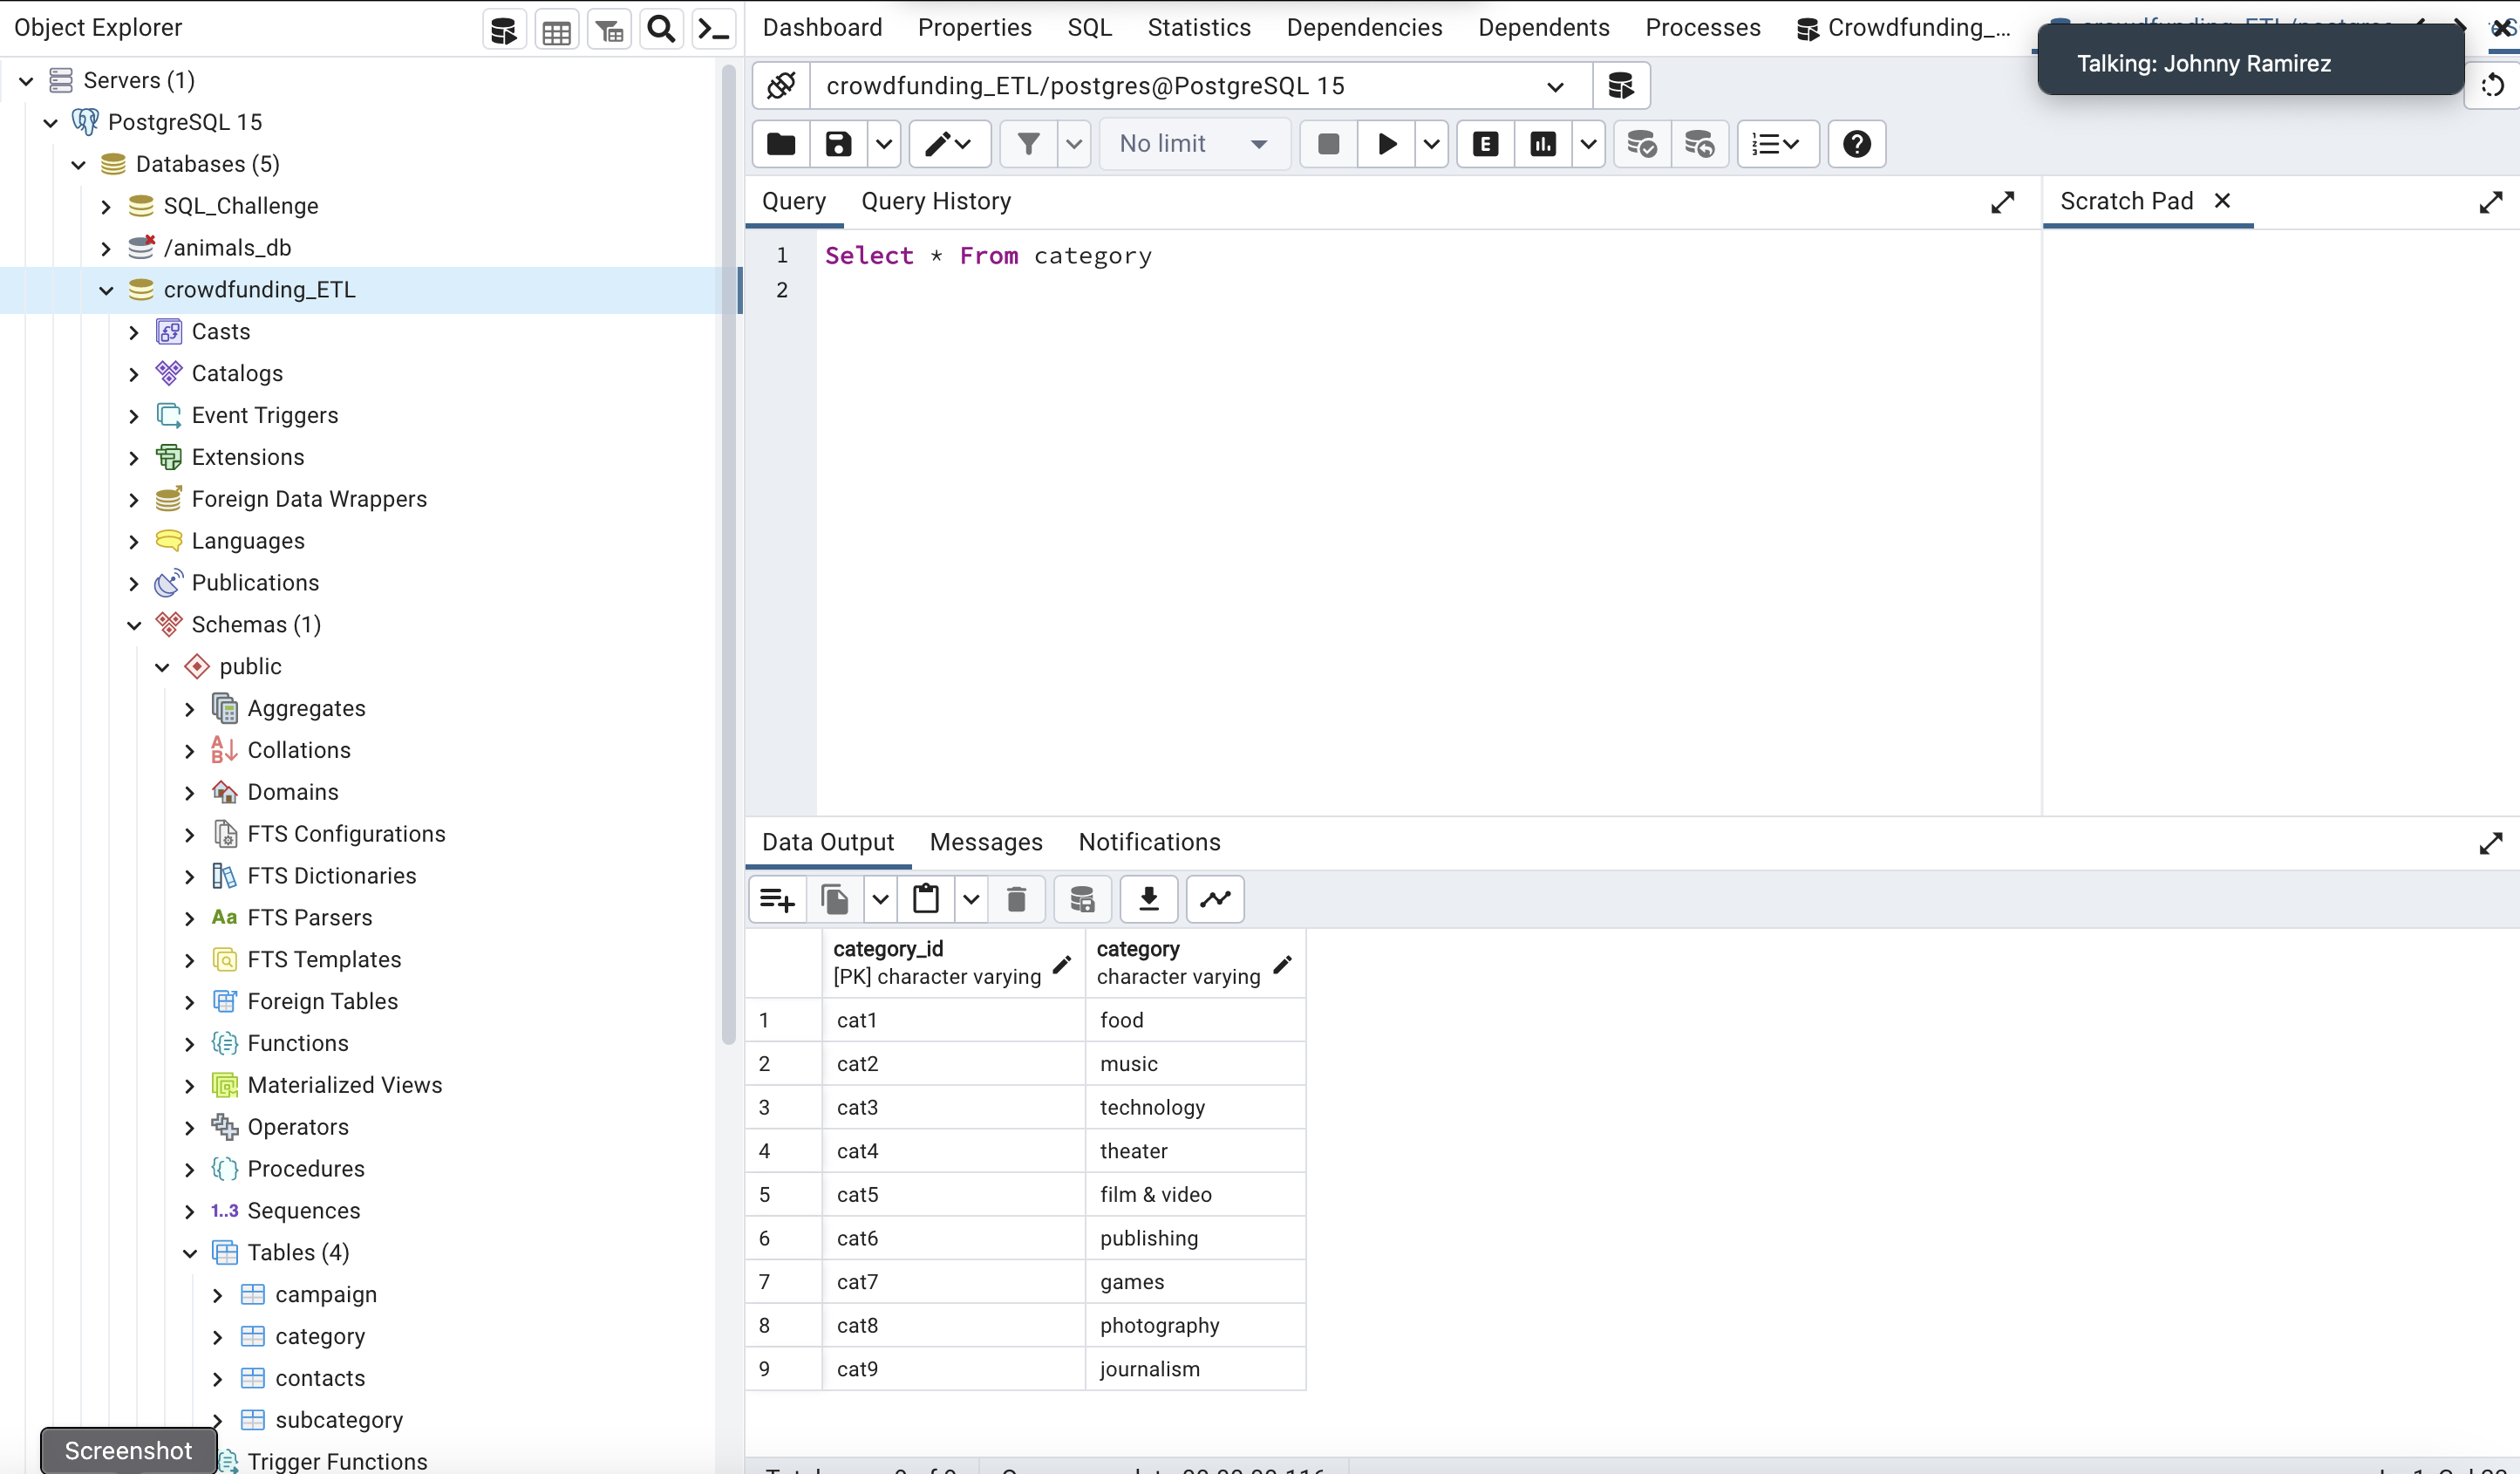 Object Explorer
Servers (1)
PostgreSQL 15
Databases (5)
SQL_Challenge
/animals_db
crowdfunding_ETL
Casts
Catalogs
Event Triggers
Extensions
Foreign Data Wrappers
Languages
Publications
Schemas (1)
public
Aggregates
Collations
Domains
FTS Configurations
FTS Dictionaries
Aa FTS Parsers
FTS Templates
Foreign Tables
Functions
Materialized Views
Operators
Procedures
1..3 Sequences
Tables (4)
campaign
category
contacts
subcategory
Trigger Functions
Screenshot
Dashboard Properties SQL Statistics Dependencies Dependents Processes Crowdfunding_...
Talking: Johnny Ramirez
crowdfunding_ETL/postgres@PostgreSQL 15
No limit E
Query Query History Scratch Pad
1 Select * From category
2
Data Output Messages Notifications
category_id category
[PK] character varying character varying
1 cat1 food
2 cat2 music
3 cat3 technology
4 cat4 theater
5 cat5 film & video
6 cat6 publishing
7 cat7 games
8 cat8 photography
9 cat9 journalism